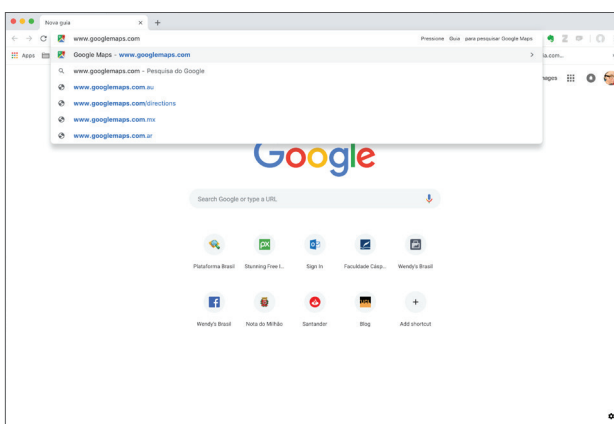 Nova guia
www.googlemaps.com
Pressione Guia para pesquisar Google Maps
Apps
ia.com...
Google Maps - www.googlemaps.com
www.googlemaps.com - Pesquisa do Google
www.googlemaps.com.au
www.googlemaps.com/directions
www.googlemaps.com.mx
www.googlemaps.com.ar
Google
Search Google or type a URL
Plataforma Brasil
Stunning Free I...
Sign In
Faculdade Cásp...
Wendy's Brasil
Wendy's Brasil
Nota do Milhão
Santander
Blog
Add shortcut